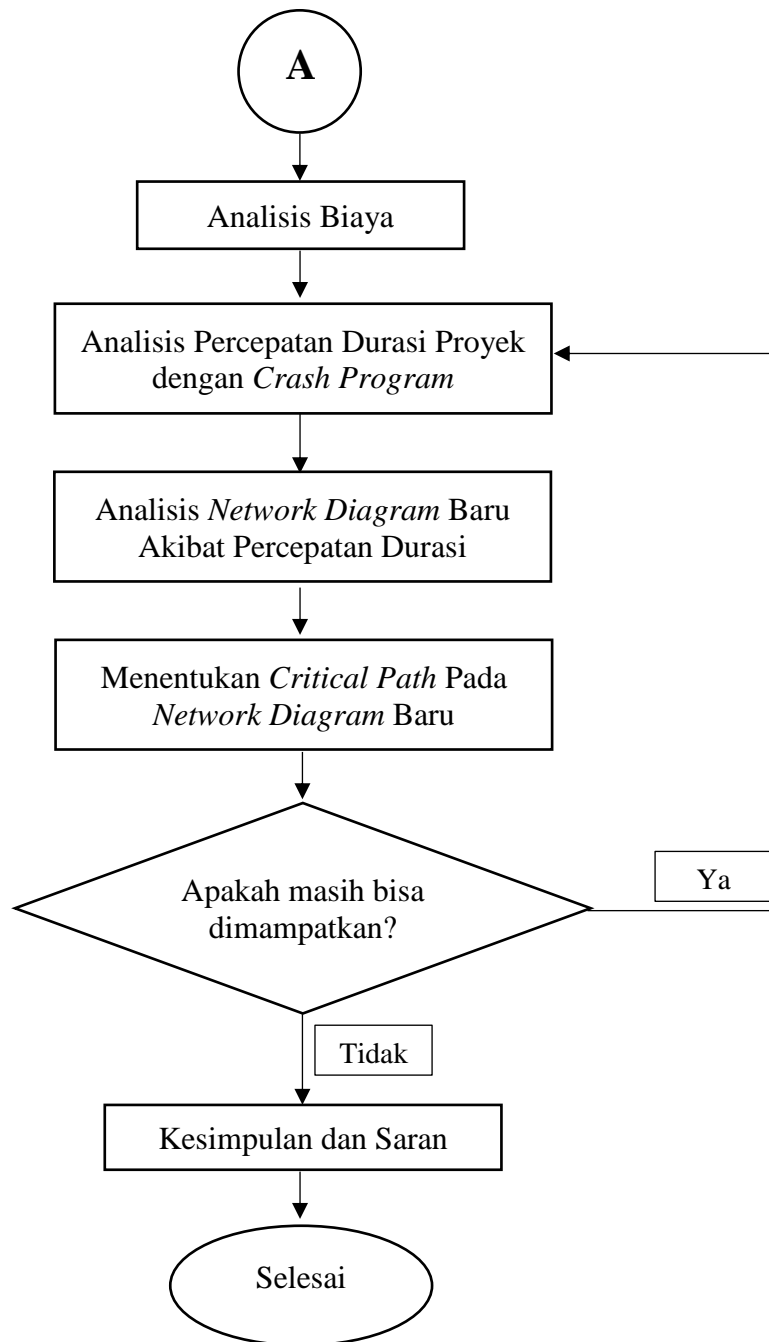 A
Analisis Biaya
Analisis Percepatan Durasi Proyek
dengan Crash Program
Analisis Network Diagram Baru
Akibat Percepatan Durasi
Menentukan Critical Path Pada
Network Diagram Baru
Apakah masih bisa
dimampatkan?
Ya
Tidak
Kesimpulan dan Saran
Selesai